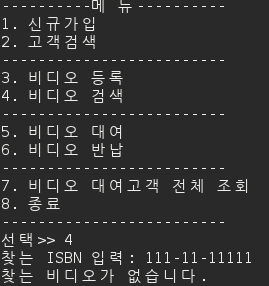 ----------메 뉴----------
1. 신규가입
2. 고객검색
-------------------------
3. 비디오 등록
4. 비디오 검색
-------------------------
5. 비디오 대여
6. 비디오 반납
-------------------------
7. 비디오 대여고객 전체 조회
8. 종료
-------------------------
선택>> 4
찾는 ISBN 입력: 111-11-11111
찾는 비디오가 없습니다.